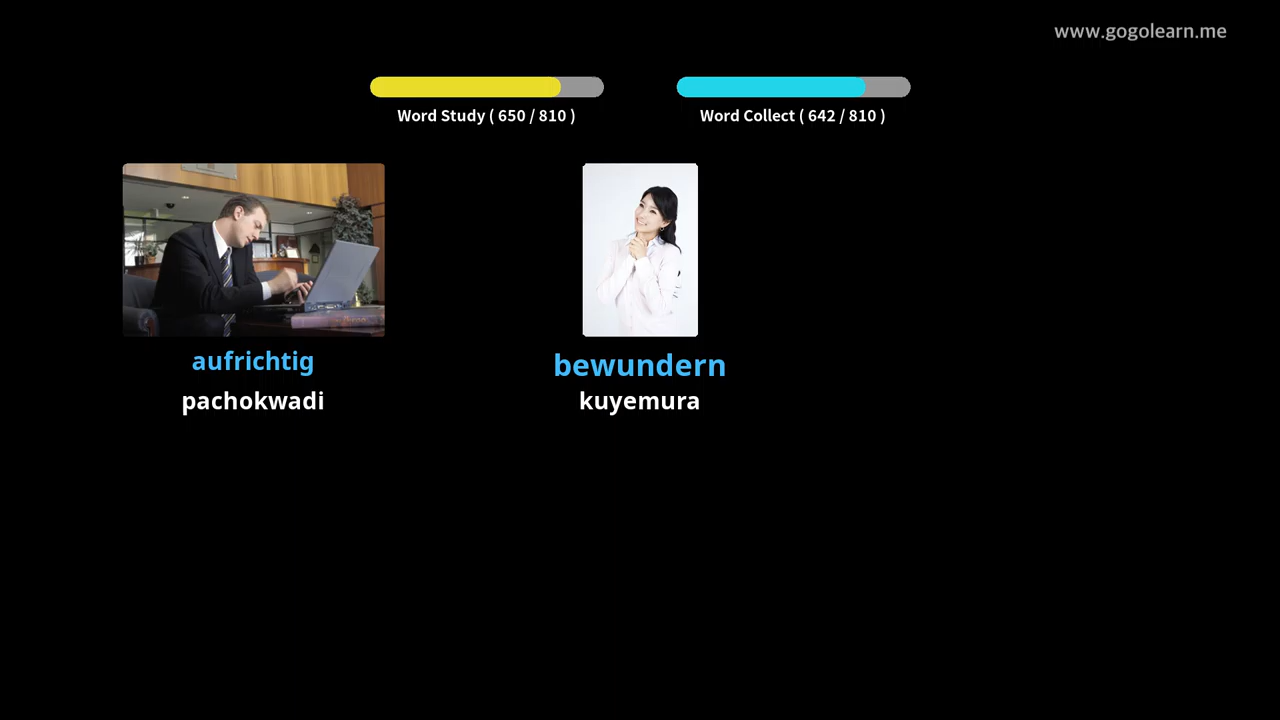 www.gogolearn.me
Word Study ( 650 / 810 )
Word Collect ( 642 / 810 )
aufrichtig
pachokwadi
bewundern
kuyemura